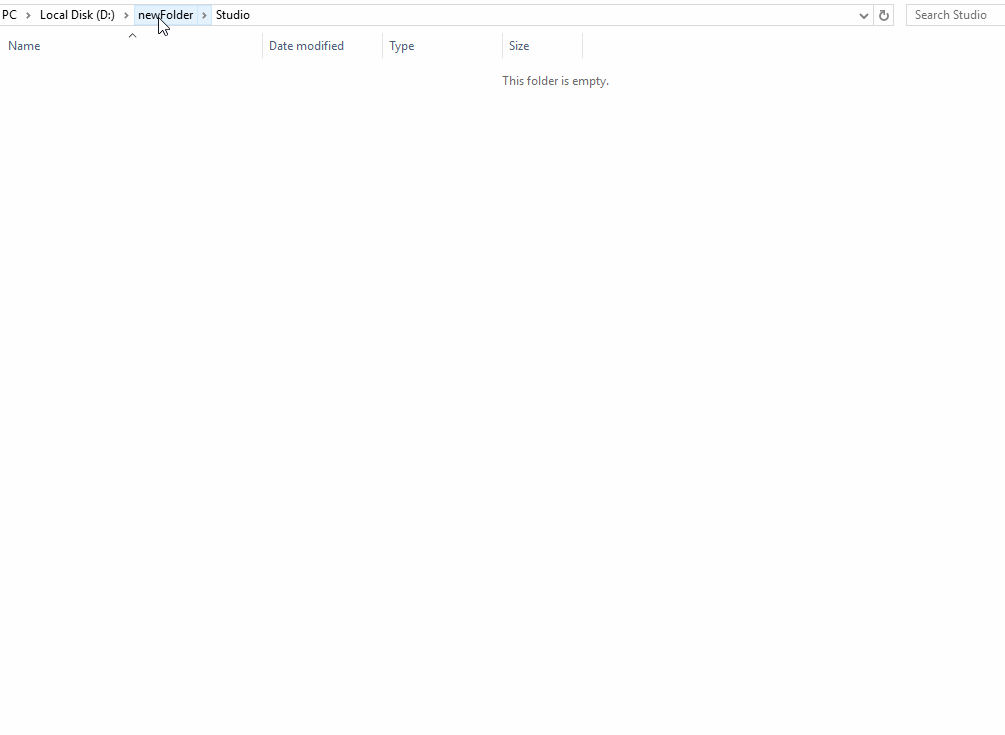 PC > Local Disk (D:) > newFolder > Studio
Search Studio
Name Date modified Type Size
This folder is empty.